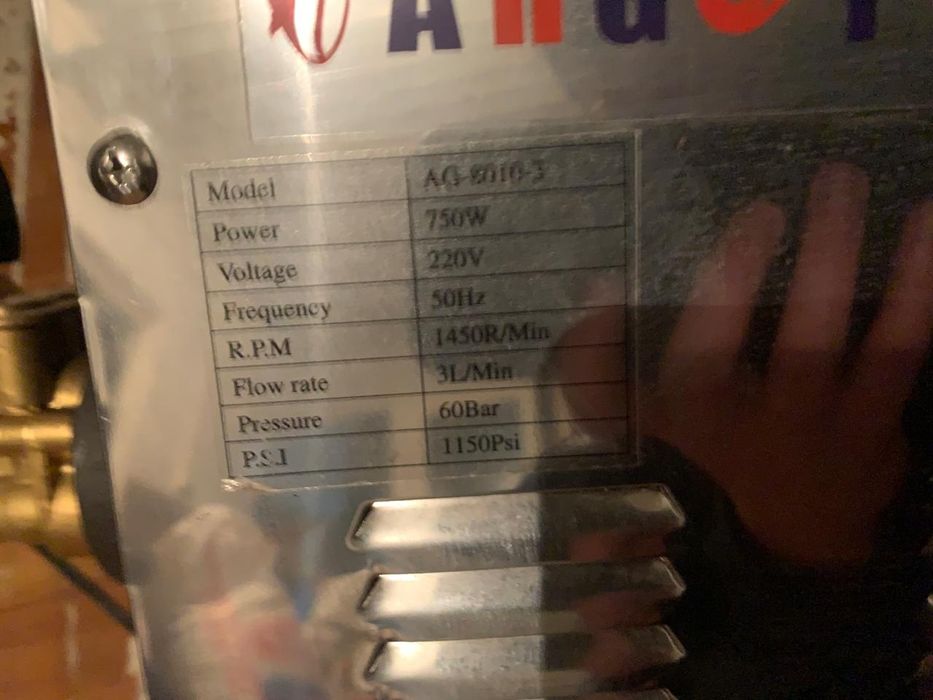 Model AG-8010-3
Power 750W
Voltage 220V
Frequency 50Hz
R.P.M 1450R/Min
Flow rate 3L/Min
Pressure 60Bar
P.S.I 1150Psi